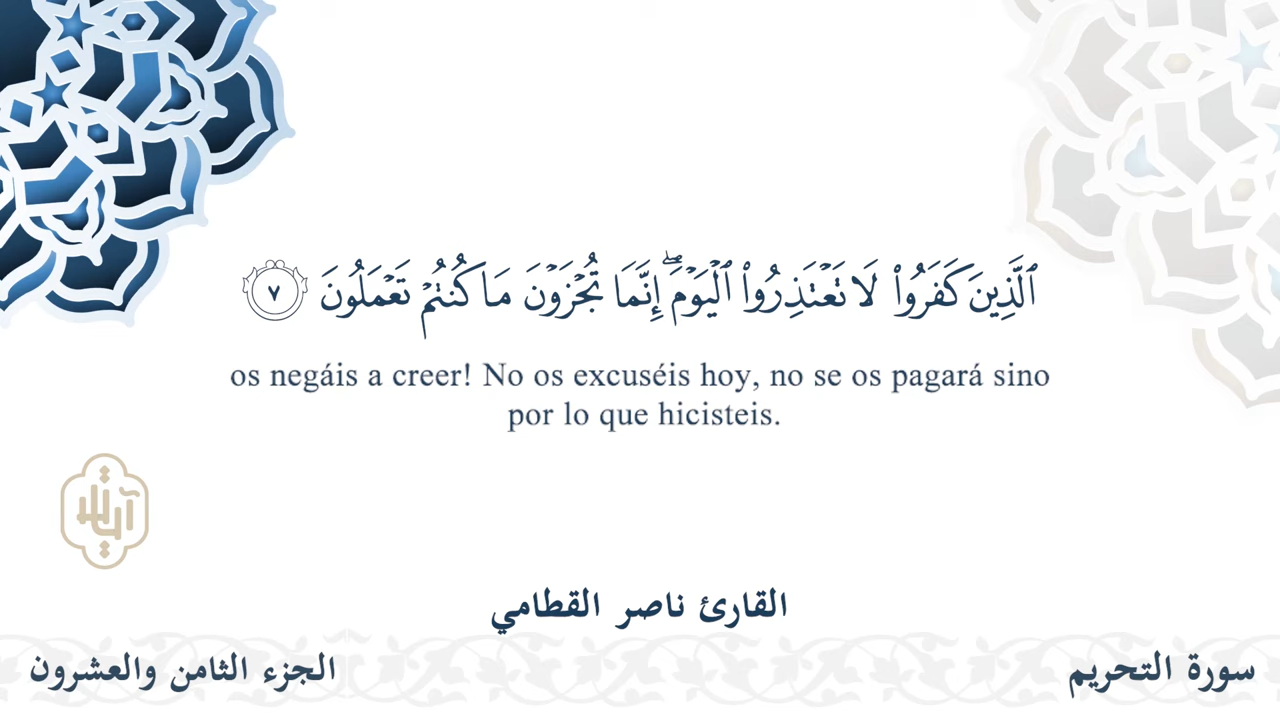 ٱلَّذِينَ كَفَرُوا۟ لَا تَعْتَذِرُوا۟ ٱلْيَوْمَ ۖ إِنَّمَا تُجْزَوْنَ مَا كُنتُمْ تَعْمَلُونَ ٧
os negáis a creer! No os excuséis hoy, no se os pagará sino
por lo que hicisteis.
القارئ ناصر القطامي
سورة التحريم
الجزء الثامن والعشرون